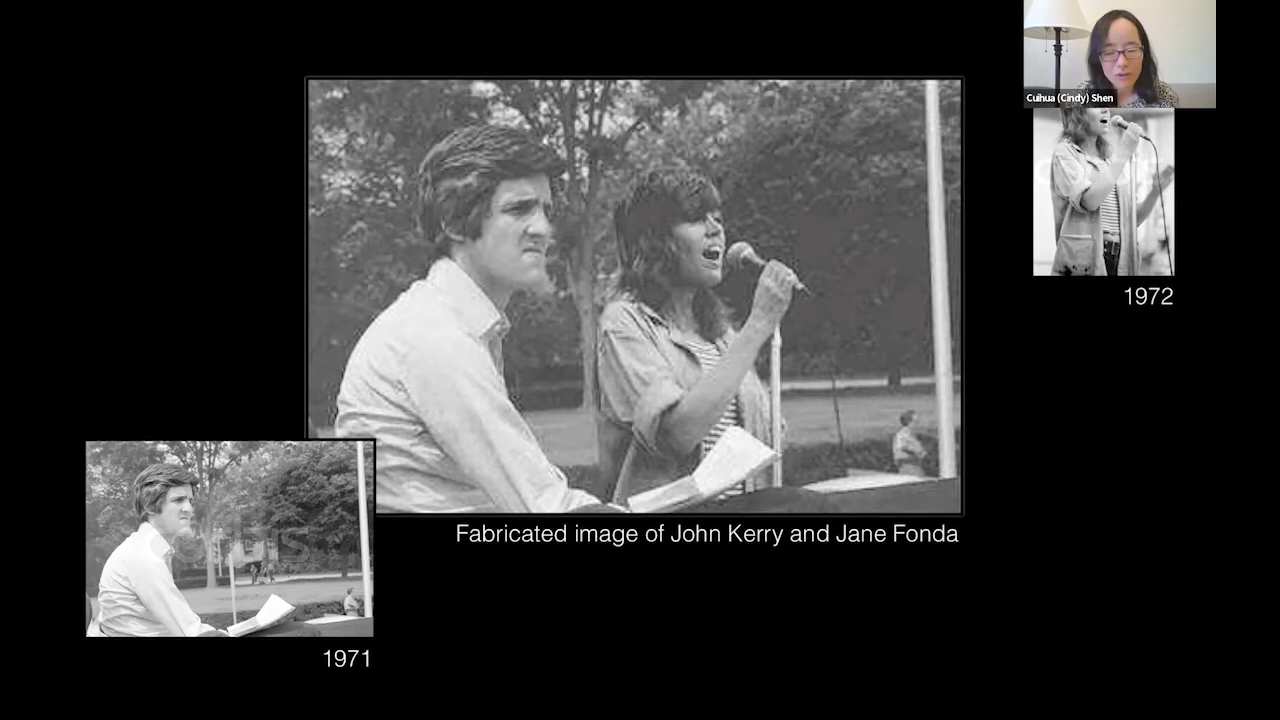 Cuihua (Cindy) Shen
1972
Fabricated image of John Kerry and Jane Fonda
1971